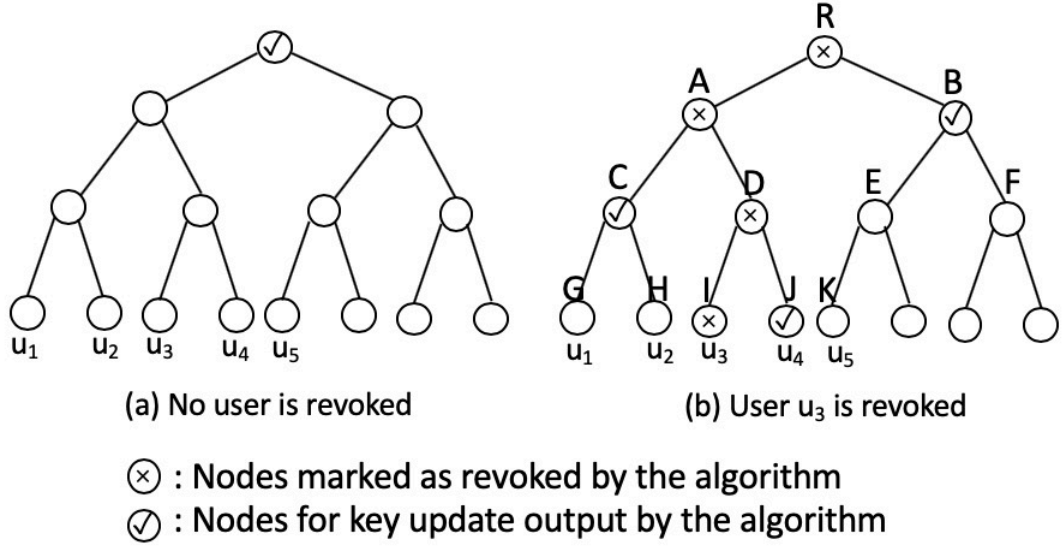 R
A B
C D E F
G H I J K
u₁ u₂ u₃ u₄ u₅ u₁ u₂ u₃ u₄ u₅
(a) No user is revoked (b) User u₃ is revoked
: Nodes marked as revoked by the algorithm
: Nodes for key update output by the algorithm